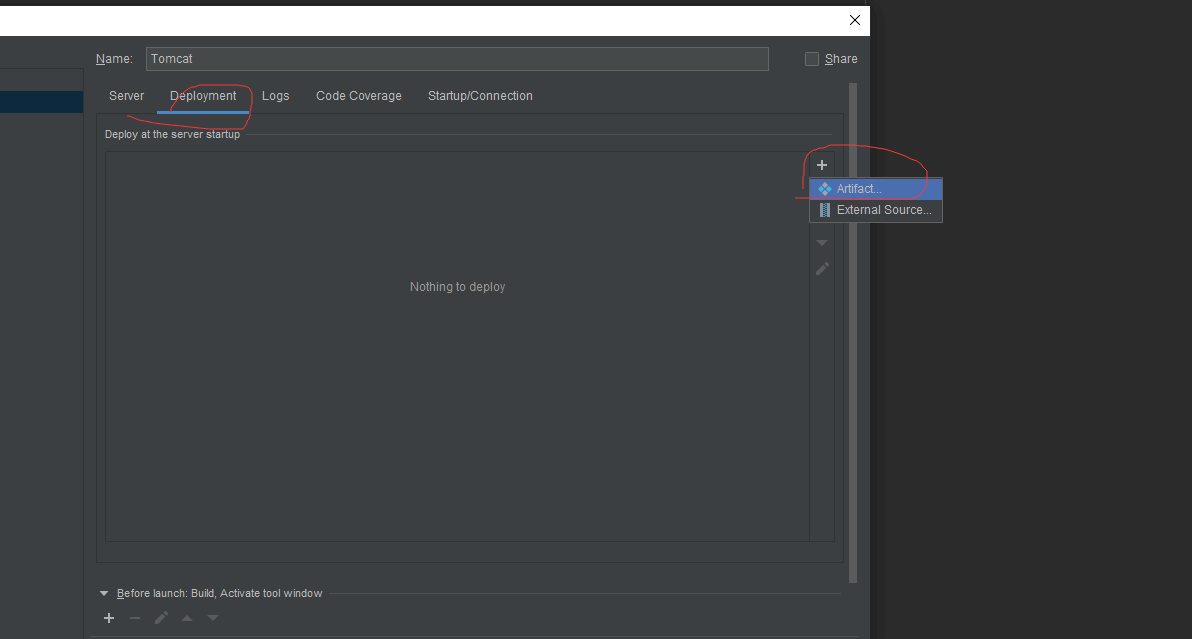 Name: Tomcat Share
Server Deployment Logs Code Coverage Startup/Connection
Deploy at the server startup
Artifact...
External Source...
Nothing to deploy
Before launch: Build, Activate tool window